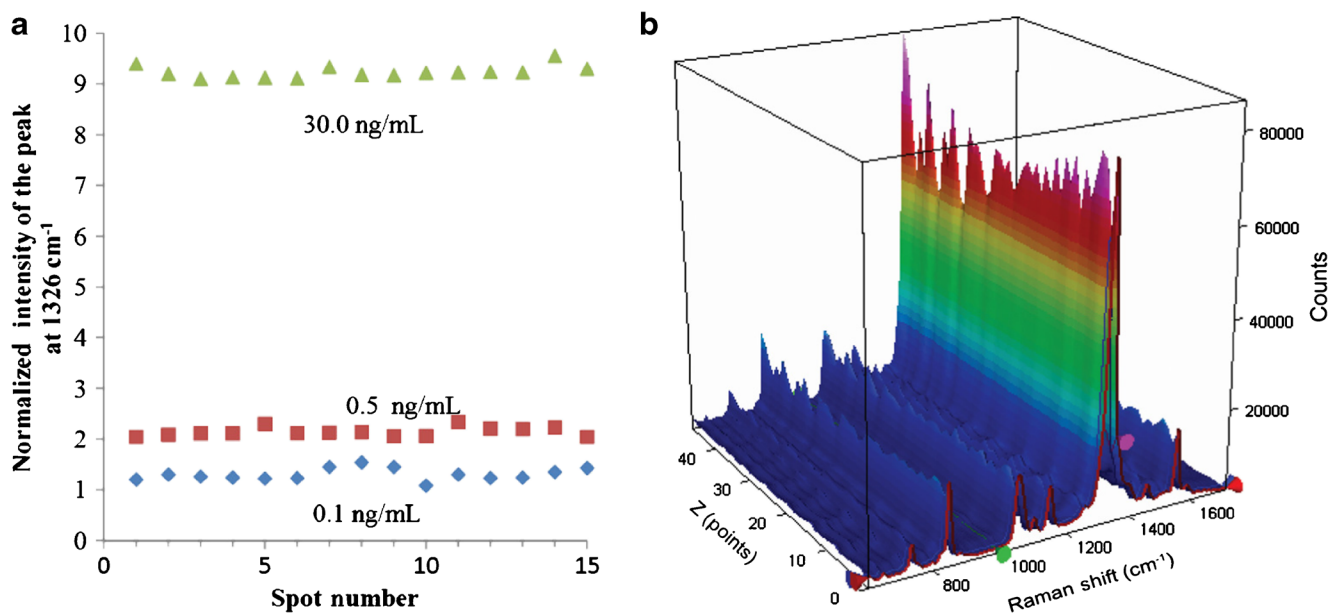 a
10
9
8
7
6
5
4
3
2
1
0
Normalized intensity of the peak
at 1326 cm⁻¹
30.0 ng/mL
0.5 ng/mL
0.1 ng/mL
0
5
10
15
Spot number
b
80000
60000
40000
20000
Counts
40
30
20
10
0
Z (points)
800
1000
1200
1400
1600
Raman shift (cm⁻¹)